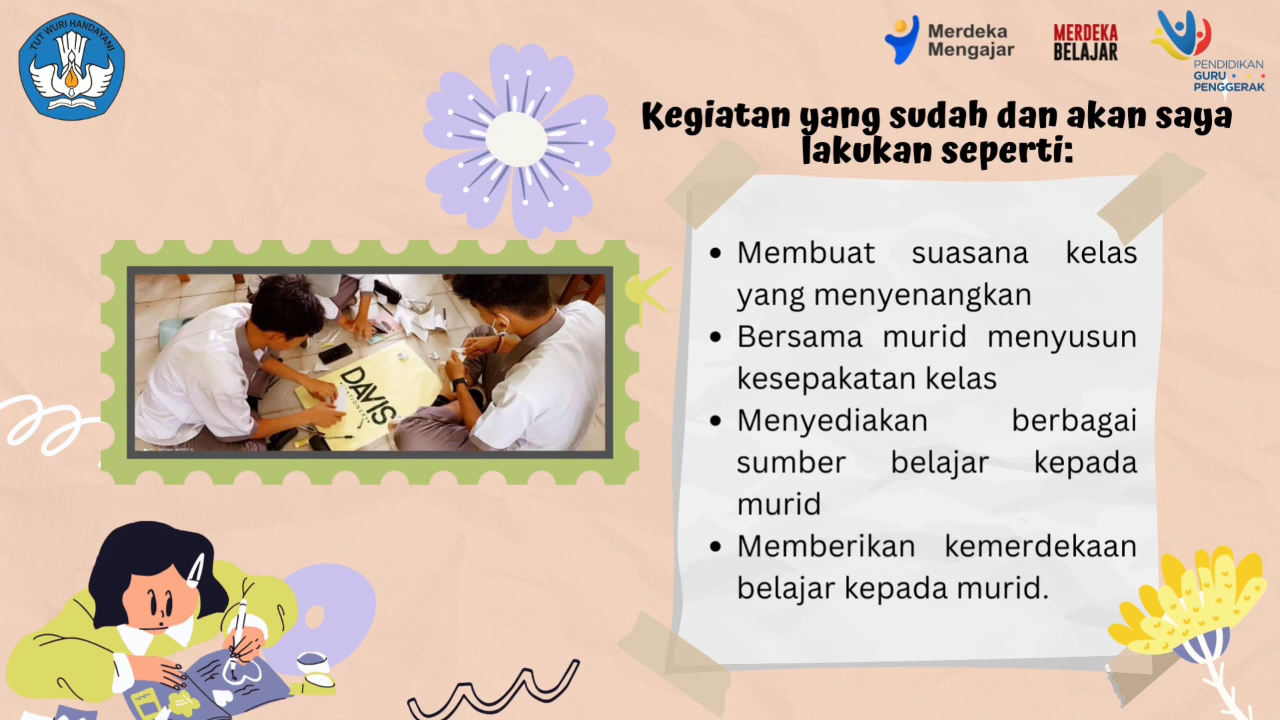 TUT WURI HANDAYANI
Merdeka
Mengajar
MERDEKA
BELAJAR
PENDIDIKAN
GURU
PENGGERAK
Kegiatan yang sudah dan akan saya
lakukan seperti:
DAVIS
• Membuat suasana kelas
yang menyenangkan
• Bersama murid menyusun
kesepakatan kelas
• Menyediakan berbagai
sumber belajar kepada
murid
• Memberikan kemerdekaan
belajar kepada murid.